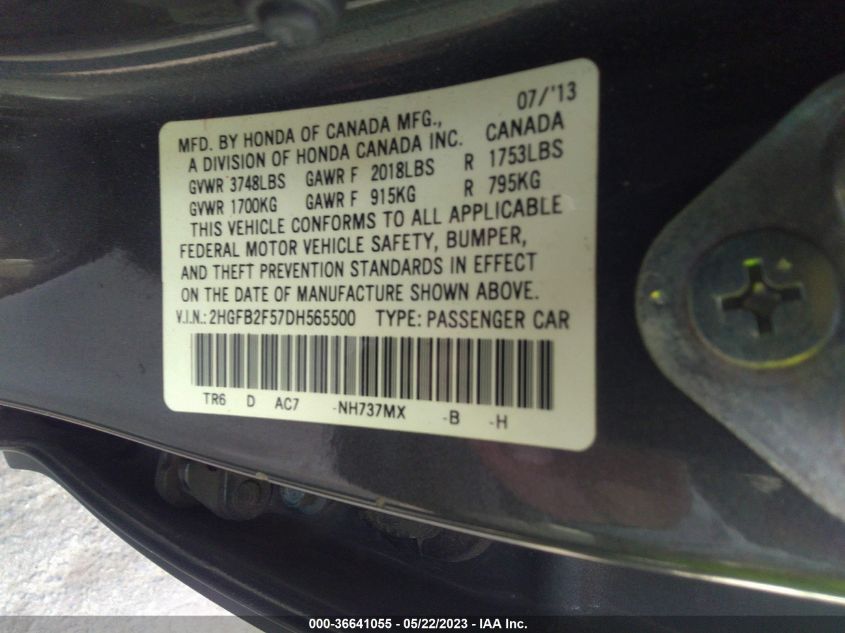 07/'13
MFD. BY HONDA OF CANADA MFG.,
A DIVISION OF HONDA CANADA INC. CANADA
GVWR 3748LBS GAWR F 2018LBS R 1753LBS
GVWR 1700KG GAWR F 915KG R 795KG
THIS VEHICLE CONFORMS TO ALL APPLICABLE
FEDERAL MOTOR VEHICLE SAFETY, BUMPER,
AND THEFT PREVENTION STANDARDS IN EFFECT
ON THE DATE OF MANUFACTURE SHOWN ABOVE.
V.I.N.: 2HGFB2F57DH565500 TYPE: PASSENGER CAR
TR6 D AC7 -NH737MX -B -H
000-36641055 - 05/22/2023 - IAA Inc.